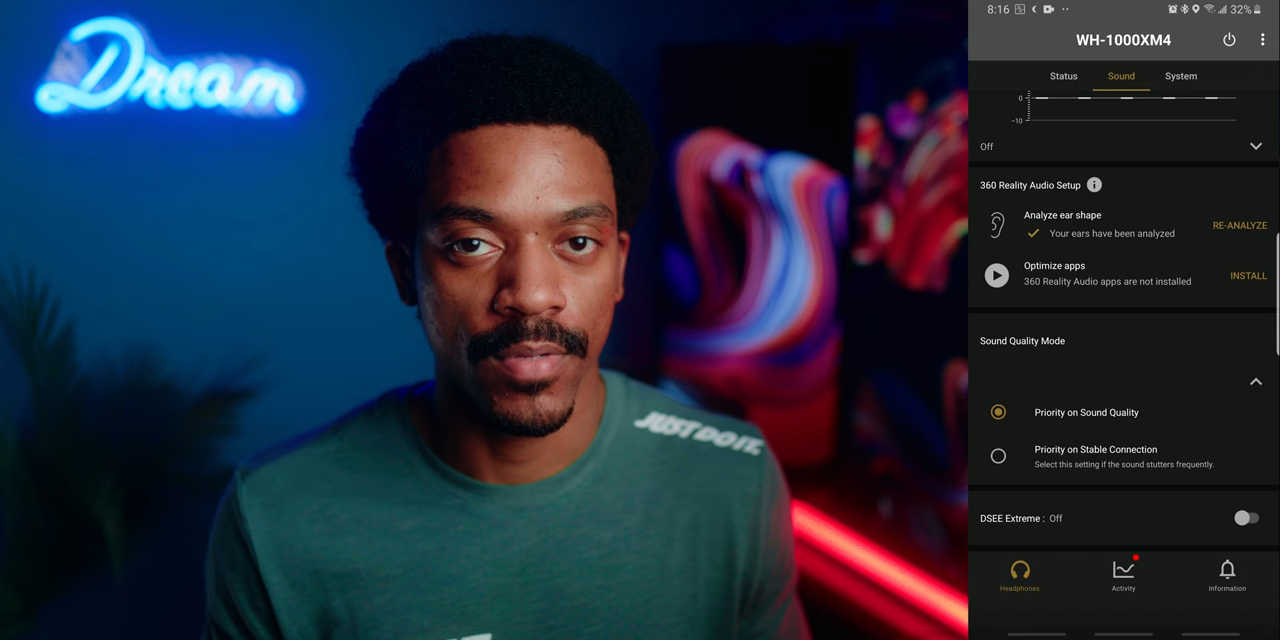 Dream
JUST DO IT.
8:16
32%
WH-1000XM4
Status Sound System
0
-10
Off
360 Reality Audio Setup
Analyze ear shape
Your ears have been analyzed
RE-ANALYZE
Optimize apps
360 Reality Audio apps are not installed
INSTALL
Sound Quality Mode
Priority on Sound Quality
Priority on Stable Connection
Select this setting if the sound stutters frequently.
DSEE Extreme : Off
Headphones Activity Information